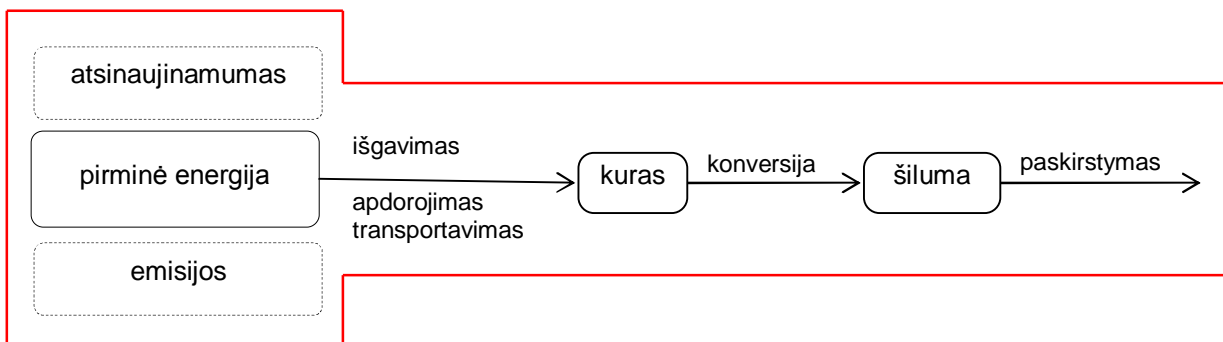 atsinaujinamumas
pirminė energija
emisijos
išgavimas
apdorojimas
transportavimas
kuras
konversija
šiluma
paskirstymas